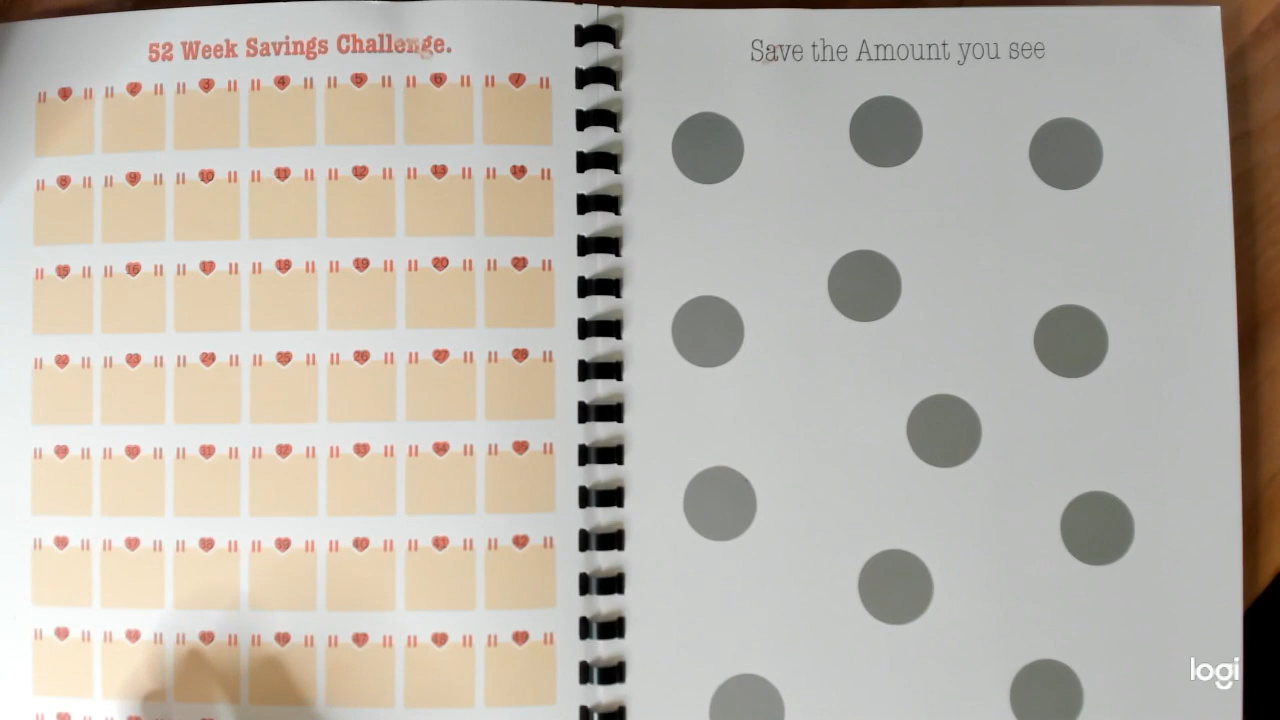 52 Week Savings Challenge.
1 2 3 4 5 6 7
8 9 10 11 12 13 14
15 16 17 18 19 20 21
22 23 24 25 26 27 28
29 30 31 32 33 34 35
36 37 38 39 40 41 42
43 44 45 46 47 48 49
Save the Amount you see
logi